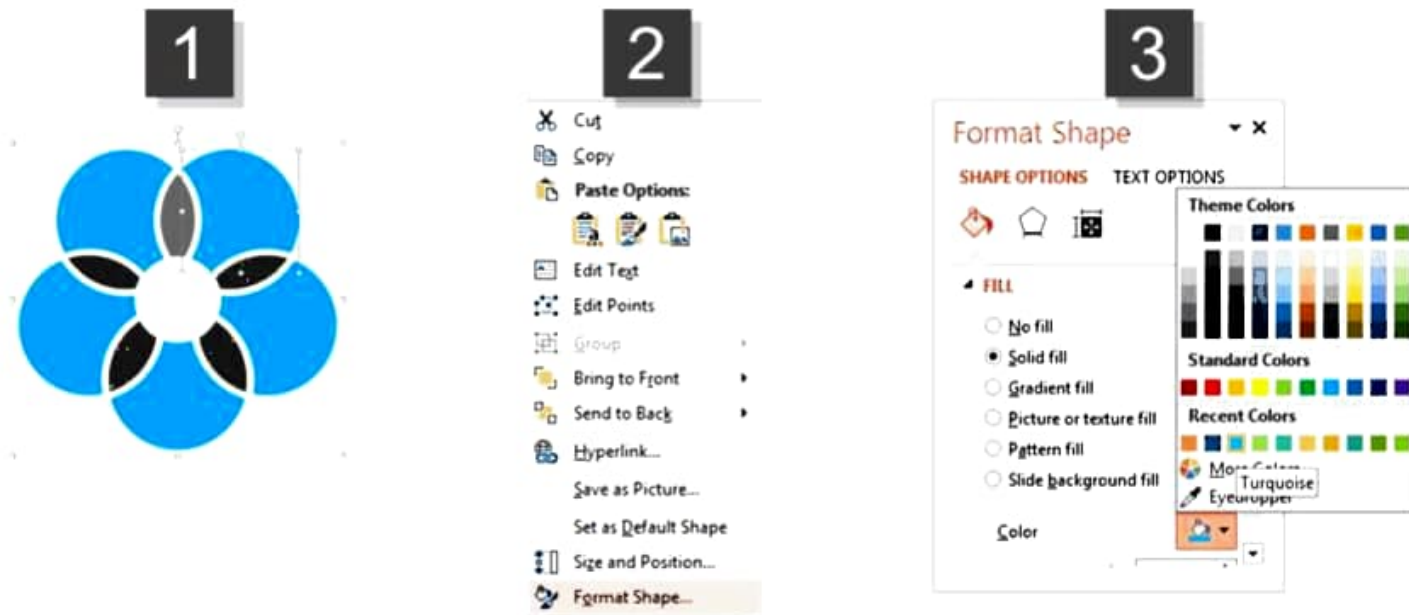 1
2
3
Cut
Copy
Paste Options:
Edit Text
Edit Points
Group
Bring to Front
Send to Back
Hyperlink...
Save as Picture...
Set as Default Shape
Size and Position...
Format Shape...
Format Shape
SHAPE OPTIONS TEXT OPTIONS
FILL
No fill
Solid fill
Gradient fill
Picture or texture fill
Pattern fill
Slide background fill
Color
Theme Colors
Standard Colors
Recent Colors
More Colors...
Turquoise
Eyedropper